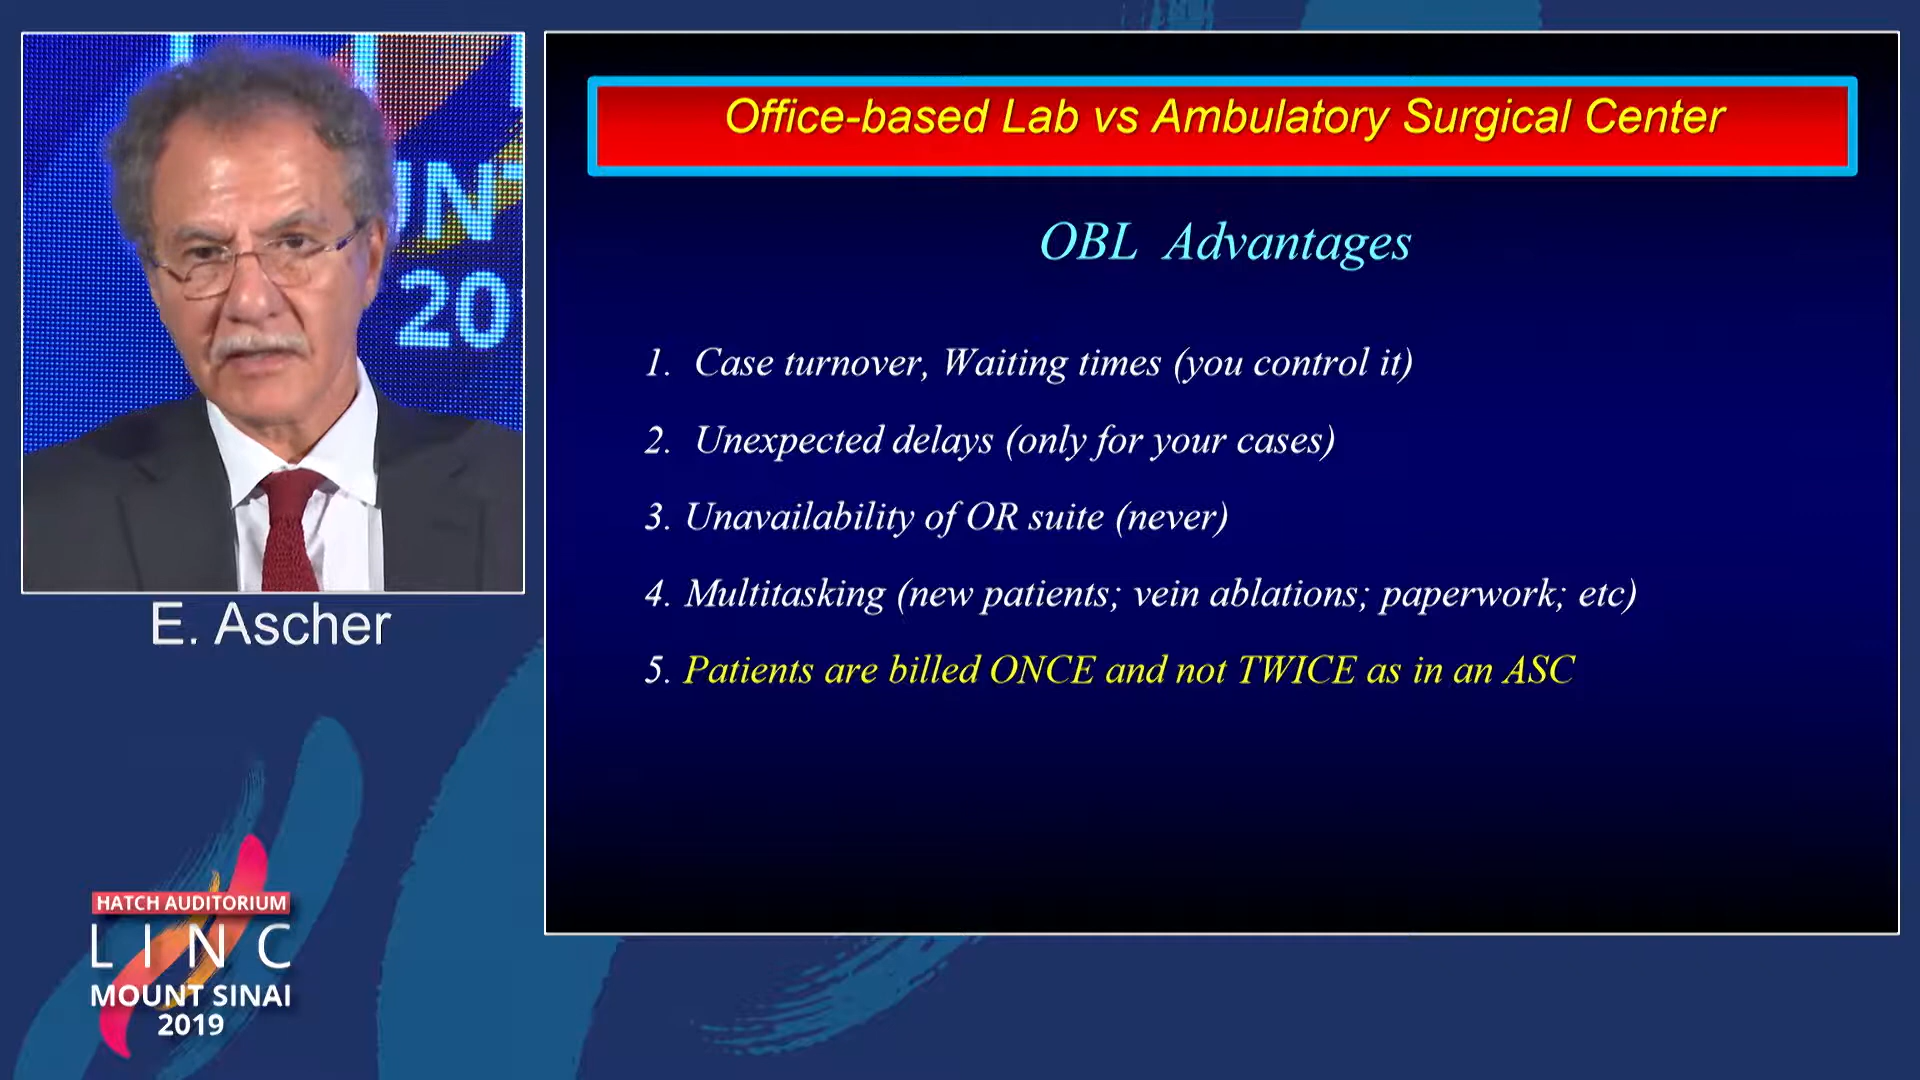 UN
20
E. Ascher
HATCH AUDITORIUM
LINC
MOUNT SINAI
2019
Office-based Lab vs Ambulatory Surgical Center
OBL Advantages
1. Case turnover, Waiting times (you control it)
2. Unexpected delays (only for your cases)
3. Unavailability of OR suite (never)
4. Multitasking (new patients; vein ablations; paperwork; etc)
5. Patients are billed ONCE and not TWICE as in an ASC